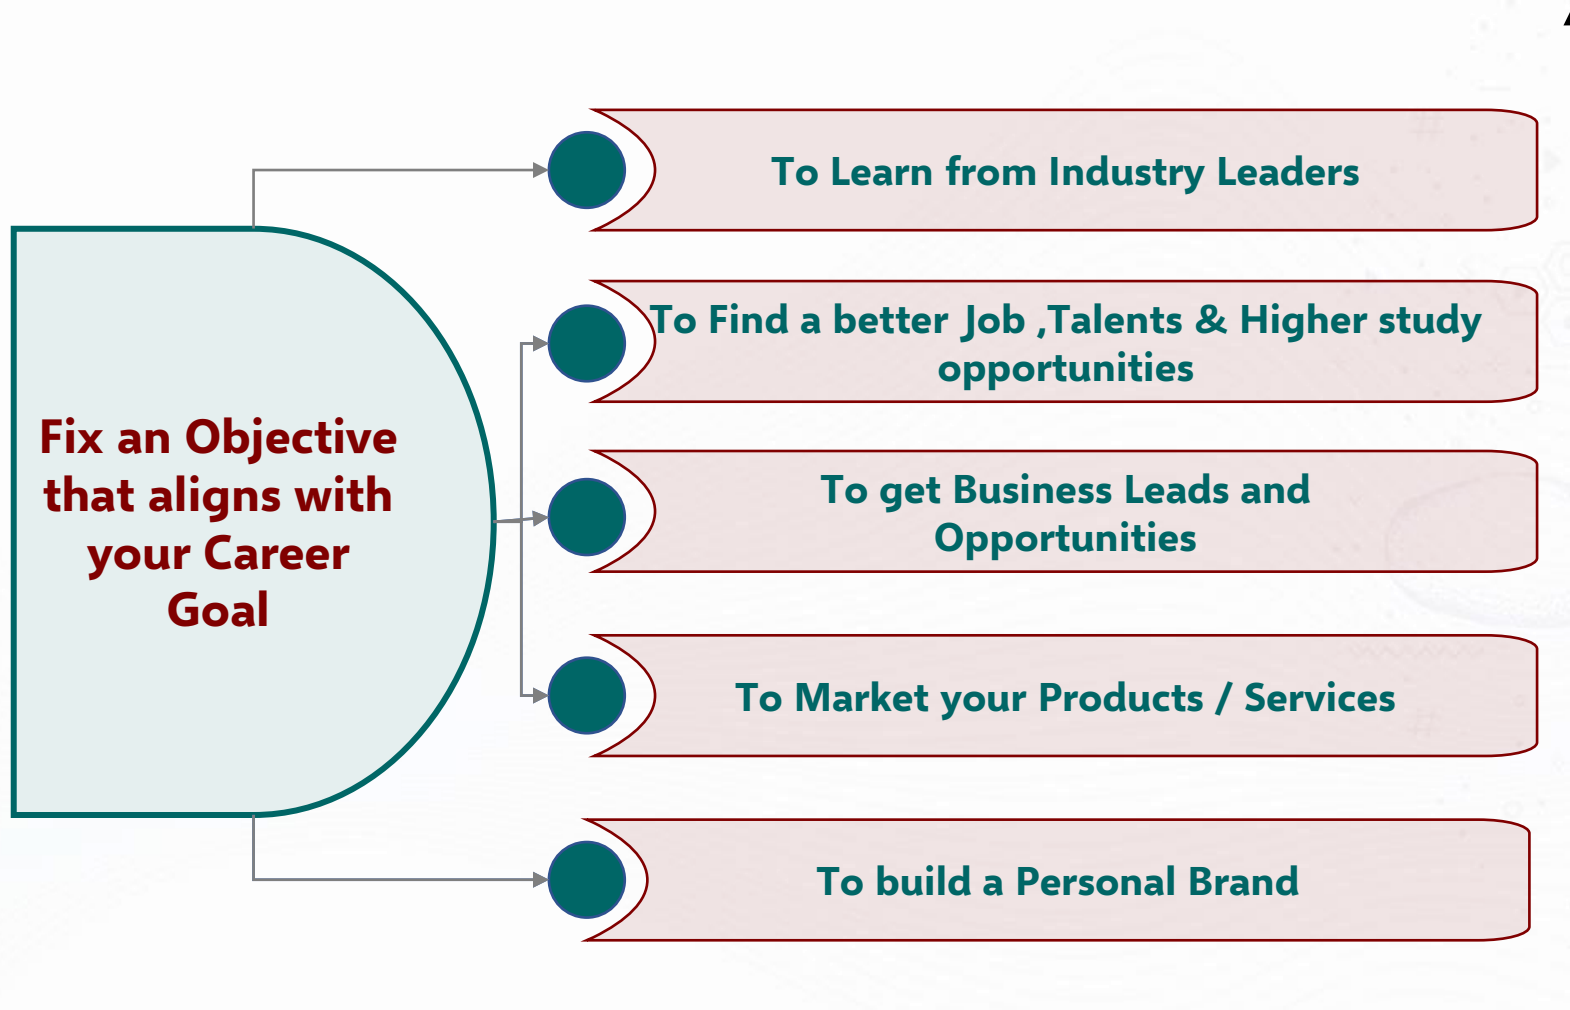 Fix an Objective
that aligns with
your Career
Goal
To Learn from Industry Leaders
To Find a better Job ,Talents & Higher study
opportunities
To get Business Leads and
Opportunities
To Market your Products / Services
To build a Personal Brand